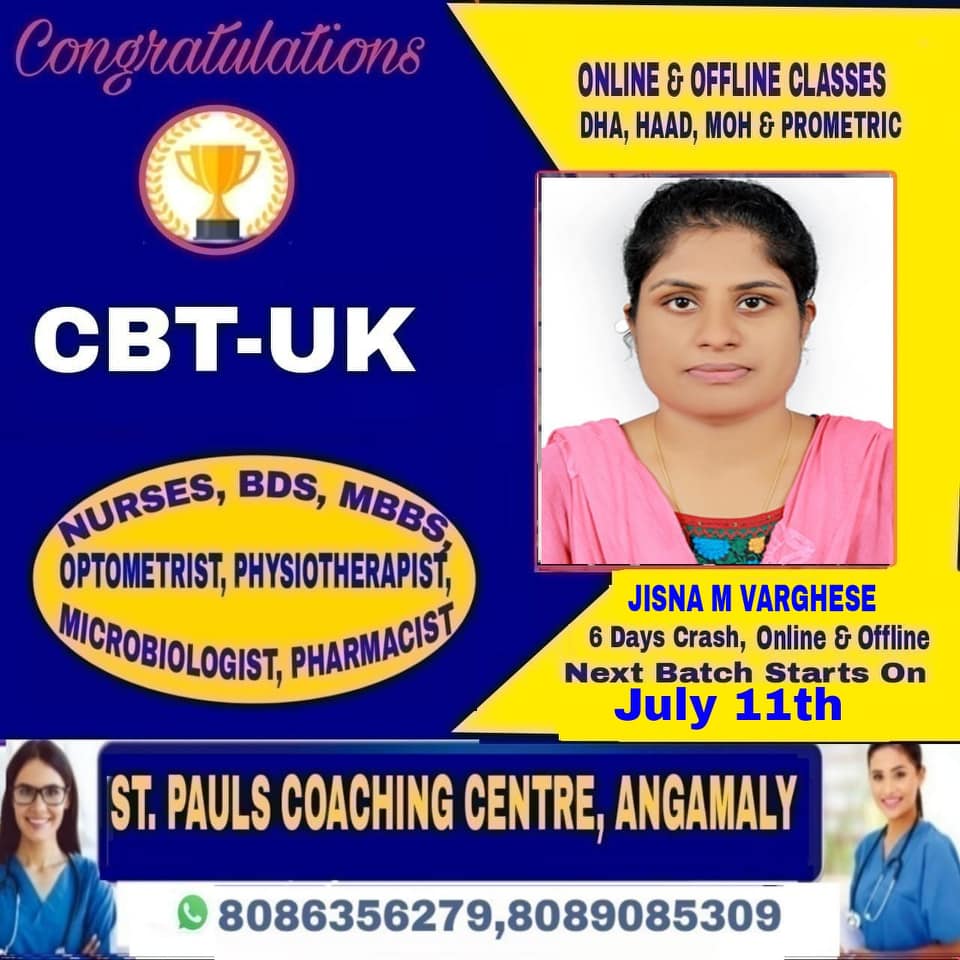 Congratulations
ONLINE & OFFLINE CLASSES
DHA, HAAD, MOH & PROMETRIC
CBT-UK
NURSES, BDS, MBBS,
OPTOMETRIST, PHYSIOTHERAPIST,
MICROBIOLOGIST, PHARMACIST
JISNA M VARGHESE
6 Days Crash, Online & Offline
Next Batch Starts On
July 11th
ST. PAULS COACHING CENTRE, ANGAMALY
8086356279,8089085309